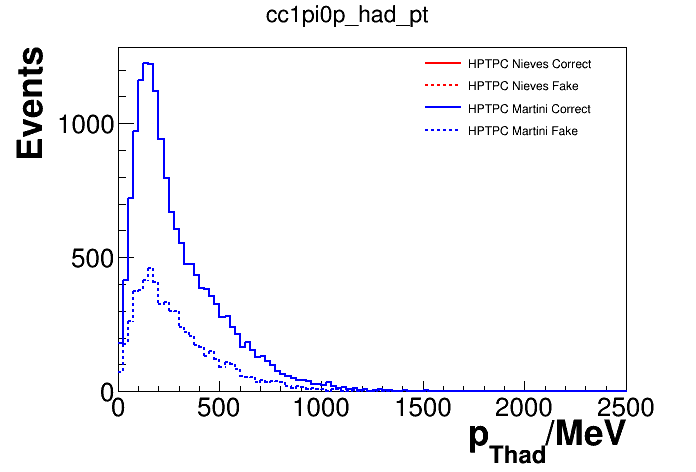 cc1pi0p_had_pt
Events
HPTPC Nieves Correct
HPTPC Nieves Fake
HPTPC Martini Correct
HPTPC Martini Fake
1000
500
0
0 500 1000 1500 2000 2500
pThad/MeV